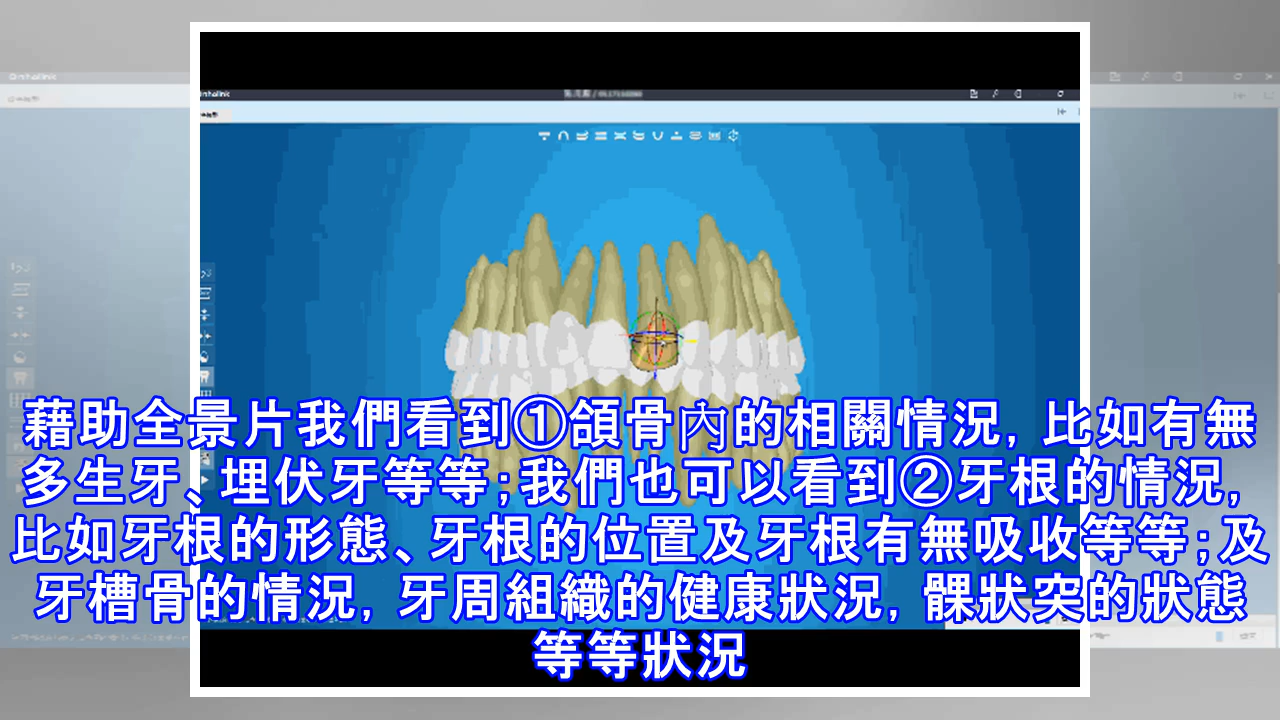 藉助全景片我們看到①頜骨內的相關情況, 比如有無
多生牙、埋伏牙等等;我們也可以看到②牙根的情況,
比如牙根的形態、牙根的位置及牙根有無吸收等等;及
牙槽骨的情況, 牙周組織的健康狀況, 髁狀突的狀態
等等狀況